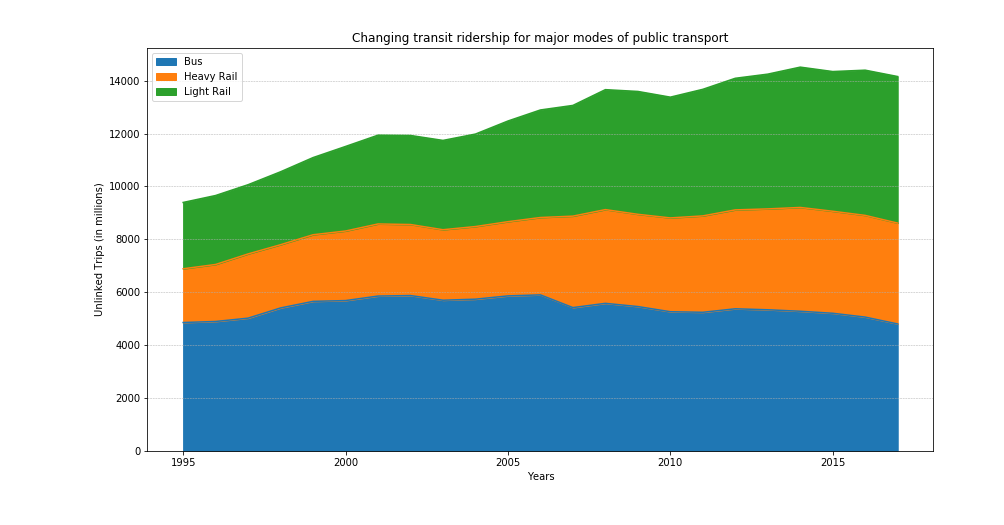 Changing transit ridership for major modes of public transport
Bus
Heavy Rail
Light Rail
14000
12000
10000
8000
6000
4000
2000
0
Unlinked Trips (in millions)
1995 2000 2005 2010 2015
Years